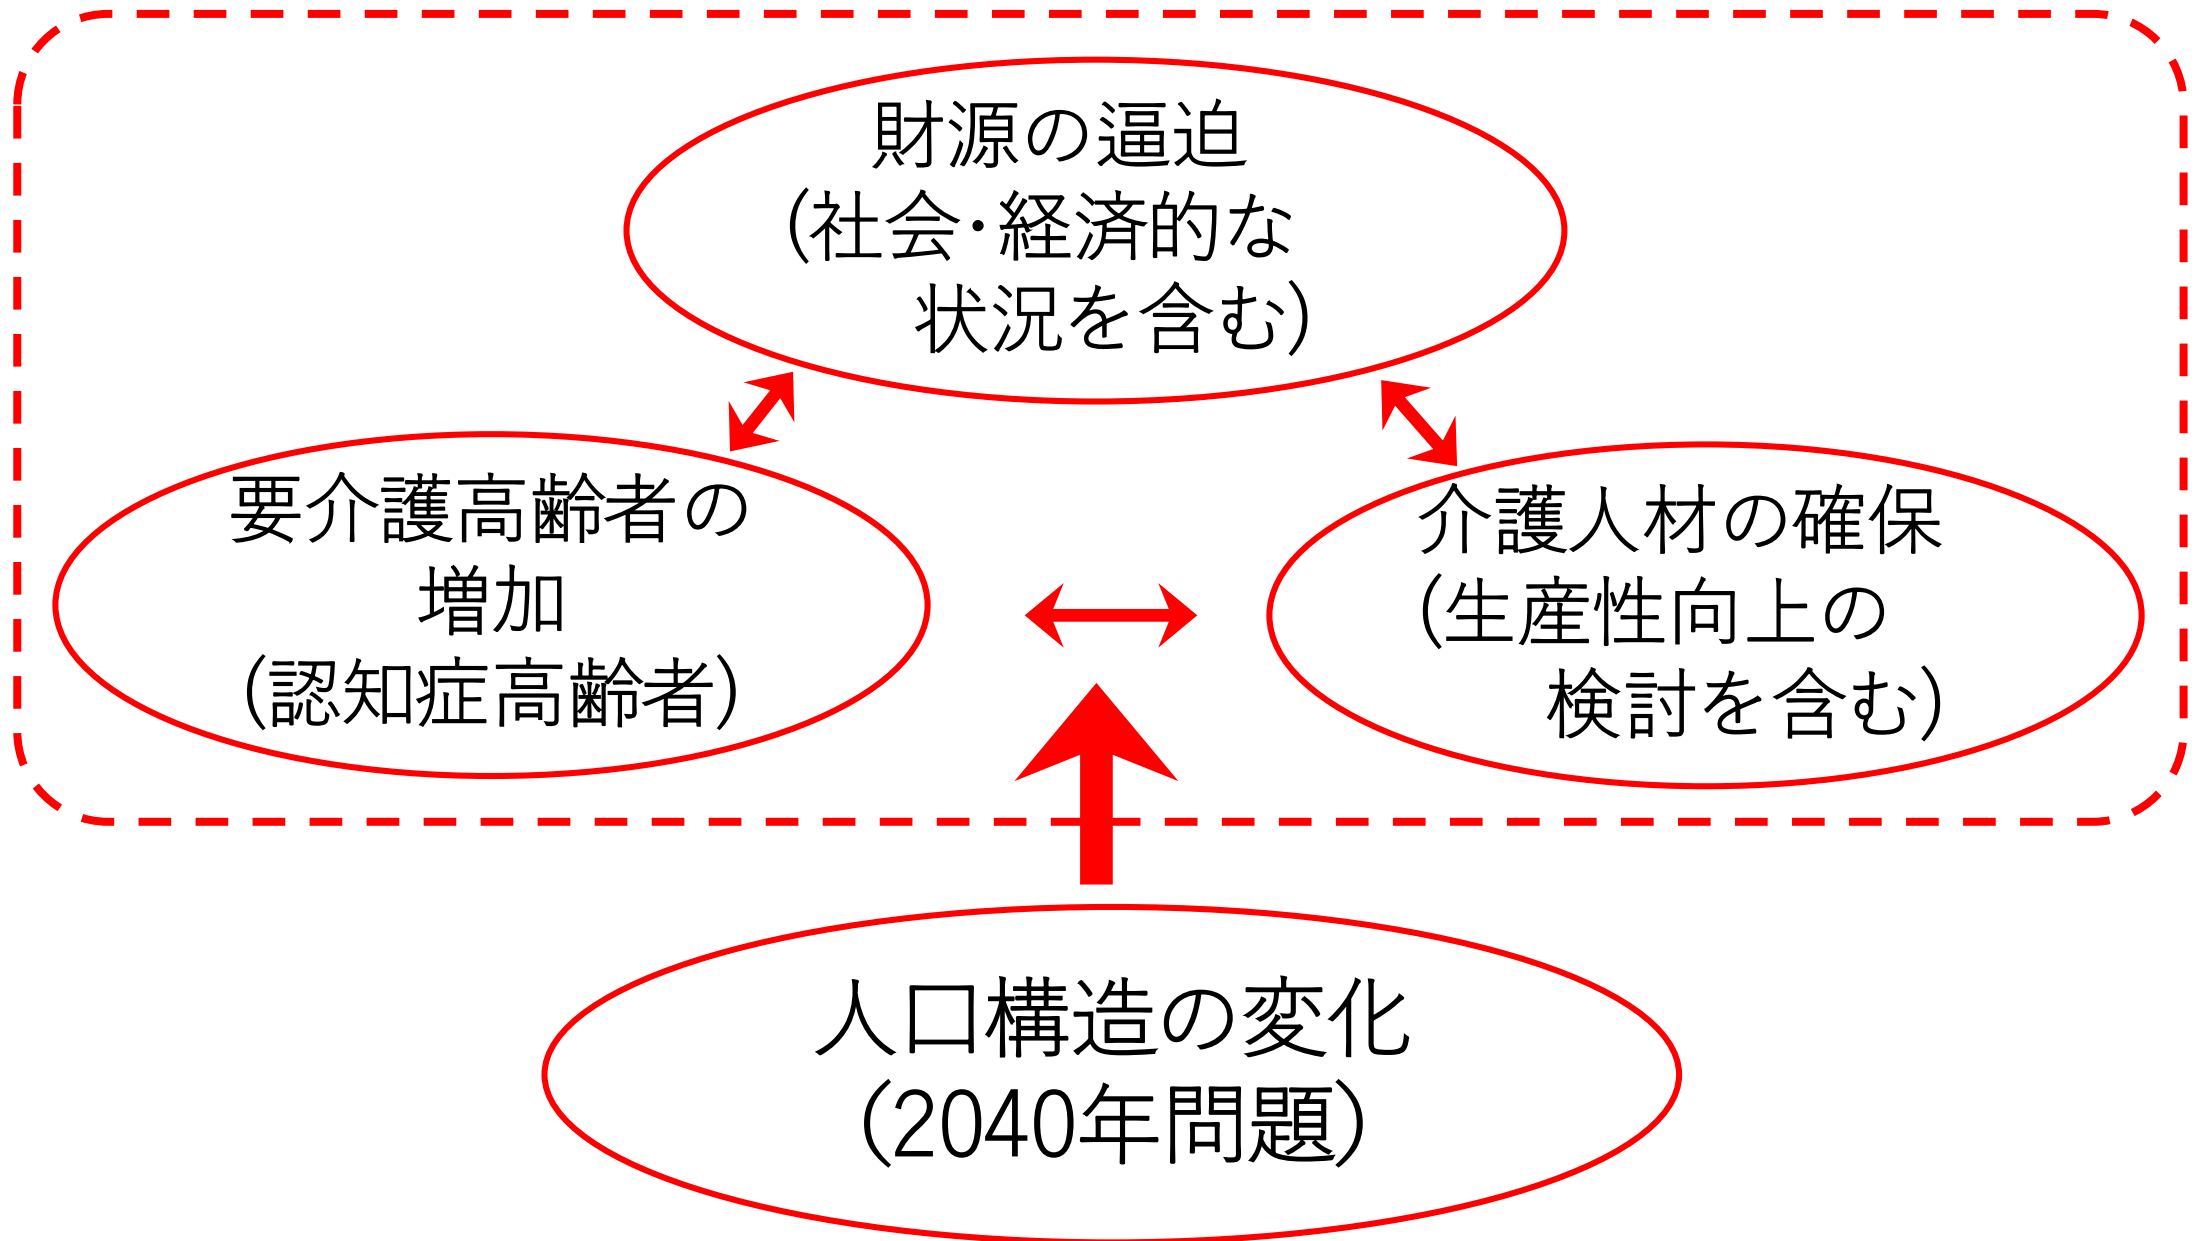 財源の逼迫
（社会・経済的な
状況を含む）
要介護高齢者の
増加
（認知症高齢者）
介護人材の確保
（生産性向上の
検討を含む）
人口構造の変化
（2040年問題）